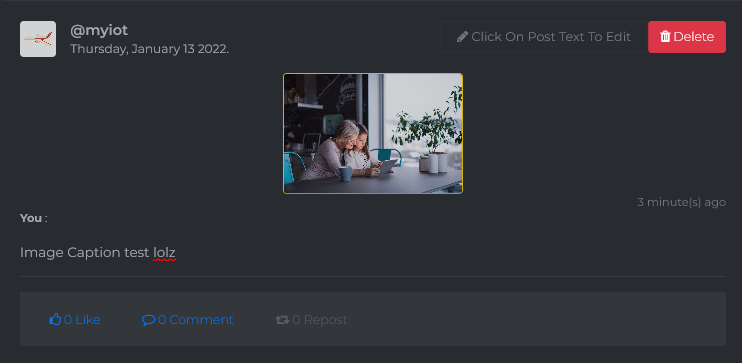 @myiot
Thursday, January 13 2022.
Click On Post Text To Edit
Delete
3 minute(s) ago
You :
Image Caption test lolz
0 Like
0 Comment
0 Repost